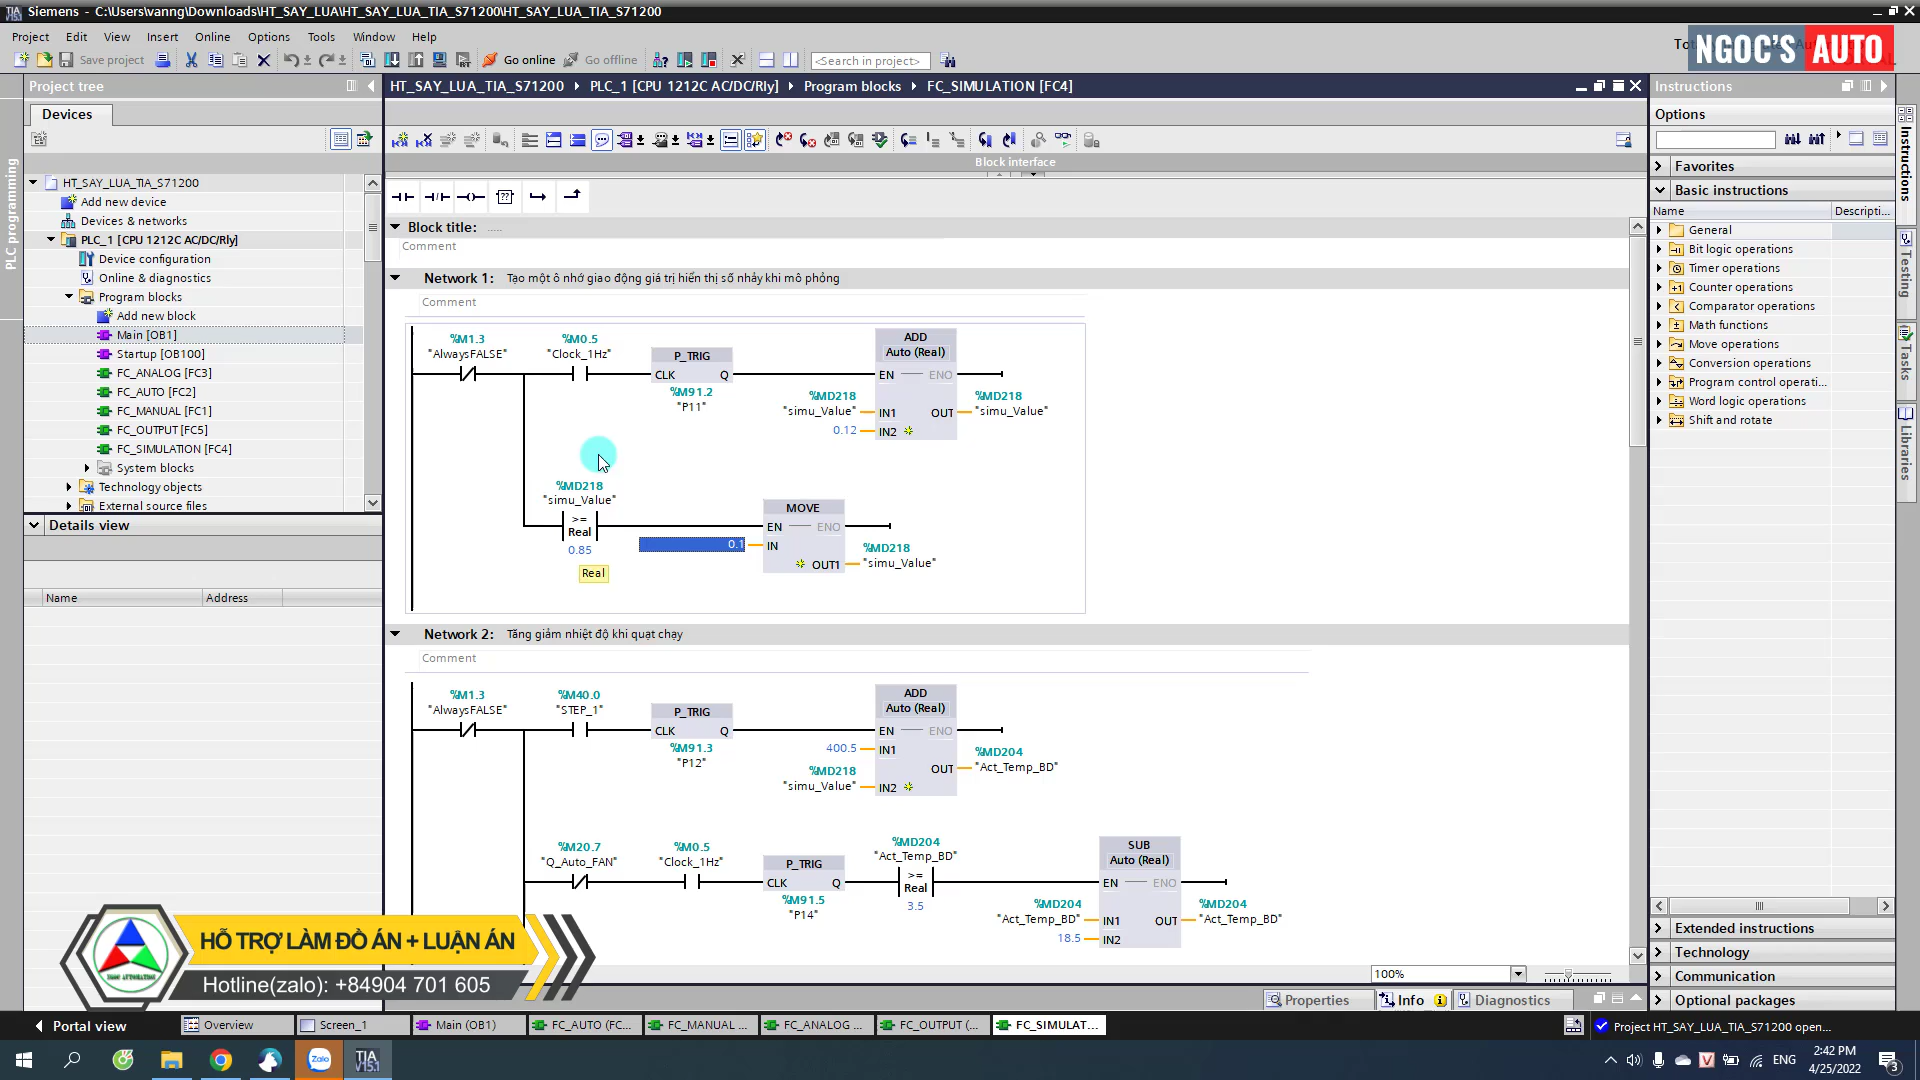 Siemens - C:\Users\vanng\Downloads\HT_SAY_LUA\HT_SAY_LUA_TIA_S71200\HT_SAY_LUA_TIA_S71200
Project Edit View Insert Online Options Tools Window Help
Save project
Go online
Go offline
<Search in project>
NGOC'S AUTO
Project tree
HT_SAY_LUA_TIA_S71200 PLC_1 [CPU 1212C AC/DC/Rly] Program blocks FC_SIMULATION [FC4]
Instructions
Devices
Options
PLC programming
HT_SAY_LUA_TIA_S71200
Add new device
Devices & networks
PLC_1 [CPU 1212C AC/DC/Rly]
Device configuration
Online & diagnostics
Program blocks
Add new block
Main [OB1]
Startup [OB100]
FC_ANALOG [FC3]
FC_AUTO [FC2]
FC_MANUAL [FC1]
FC_OUTPUT [FC5]
FC_SIMULATION [FC4]
System blocks
Technology objects
External source files
Details view
Name Address
Block interface
Block title: .....
Comment
Network 1: Tạo một ô nhớ giao động giá trị hiển thị số nhảy khi mô phỏng
Comment
%M1.3
"AlwaysFALSE"
%M0.5
"Clock_1Hz"
P_TRIG
CLK Q
%M91.2
"P11"
ADD
Auto (Real)
EN ENO
%MD218
"simu_Value" IN1
0.12 IN2
OUT
%MD218
"simu_Value"
%MD218
"simu_Value"
>=
Real
0.85
Real
MOVE
EN ENO
0.1 IN
OUT1
%MD218
"simu_Value"
Network 2: Tăng giảm nhiệt độ khi quạt chạy
Comment
%M1.3
"AlwaysFALSE"
%M40.0
"STEP_1"
P_TRIG
CLK Q
%M91.3
"P12"
ADD
Auto (Real)
EN ENO
400.5 IN1
%MD218
"simu_Value" IN2
OUT
%MD204
"Act_Temp_BD"
%M20.7
"Q_Auto_FAN"
%M0.5
"Clock_1Hz"
P_TRIG
CLK Q
%M91.5
"P14"
%MD204
"Act_Temp_BD"
>=
Real
3.5
SUB
Auto (Real)
EN ENO
%MD204
"Act_Temp_BD" IN1
18.5 IN2
OUT
%MD204
"Act_Temp_BD"
100%
Properties Info Diagnostics
Favorites
Basic instructions
Name Descripti...
General
Bit logic operations
Timer operations
Counter operations
Comparator operations
Math functions
Move operations
Conversion operations
Program control operati...
Word logic operations
Shift and rotate
Extended instructions
Technology
Communication
Optional packages
Instructions
Testing
Tasks
Libraries
HỖ TRỢ LÀM ĐỒ ÁN + LUẬN ÁN
Hotline(zalo): +84904 701 605
Portal view Overview Screen_1 Main (OB1) FC_AUTO (FC... FC_MANUAL ... FC_ANALOG ... FC_OUTPUT (... FC_SIMULAT...
Project HT_SAY_LUA_TIA_S71200 open...
Zalo
TIA
V15.1
ENG
2:42 PM
4/25/2022
3